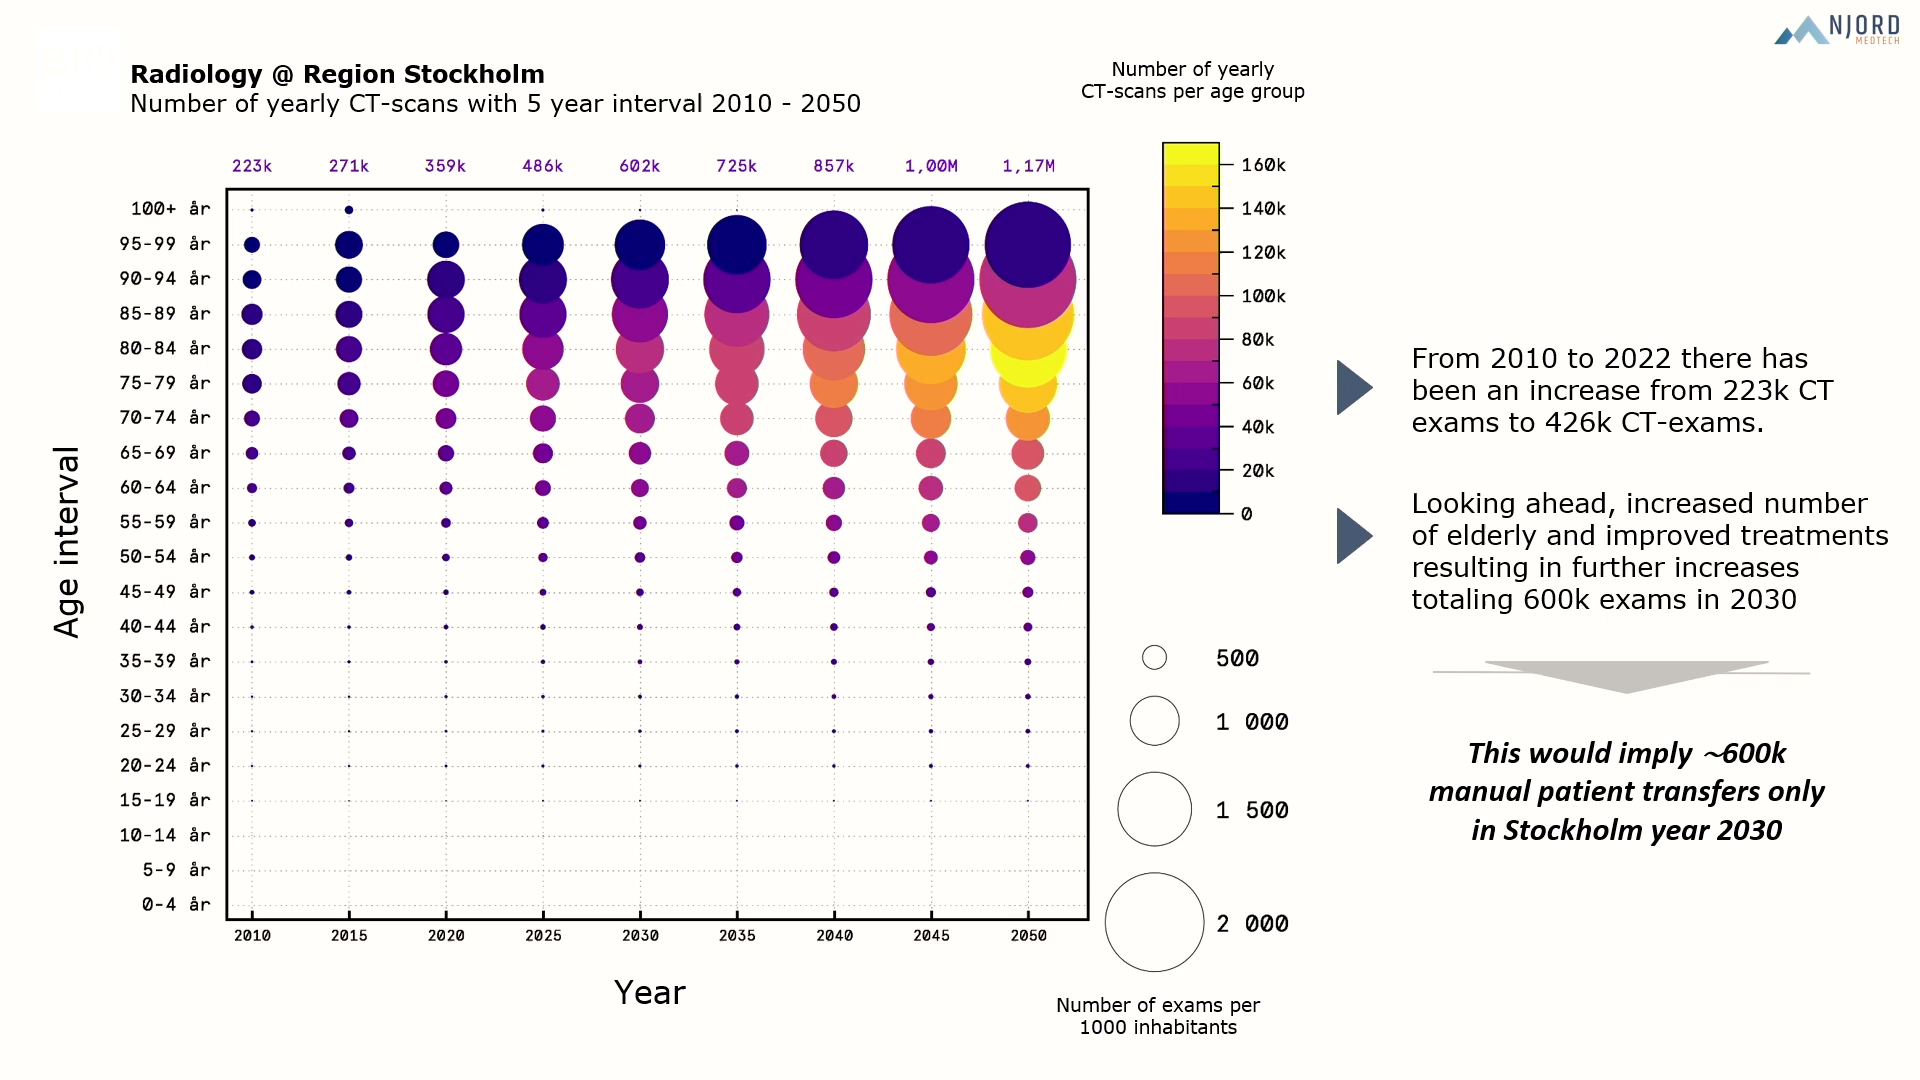 NJORD
MEDTECH
Radiology @ Region Stockholm
Number of yearly CT-scans with 5 year interval 2010 - 2050
Number of yearly
CT-scans per age group
223k 271k 359k 486k 602k 725k 857k 1,00M 1,17M
100+ år
95-99 år
90-94 år
85-89 år
80-84 år
75-79 år
70-74 år
65-69 år
60-64 år
55-59 år
50-54 år
45-49 år
40-44 år
35-39 år
30-34 år
25-29 år
20-24 år
15-19 år
10-14 år
5-9 år
0-4 år
Age interval
2010 2015 2020 2025 2030 2035 2040 2045 2050
Year
160k
140k
120k
100k
80k
60k
40k
20k
0
500
1 000
1 500
2 000
Number of exams per
1000 inhabitants
From 2010 to 2022 there has
been an increase from 223k CT
exams to 426k CT-exams.
Looking ahead, increased number
of elderly and improved treatments
resulting in further increases
totaling 600k exams in 2030
This would imply ~600k
manual patient transfers only
in Stockholm year 2030